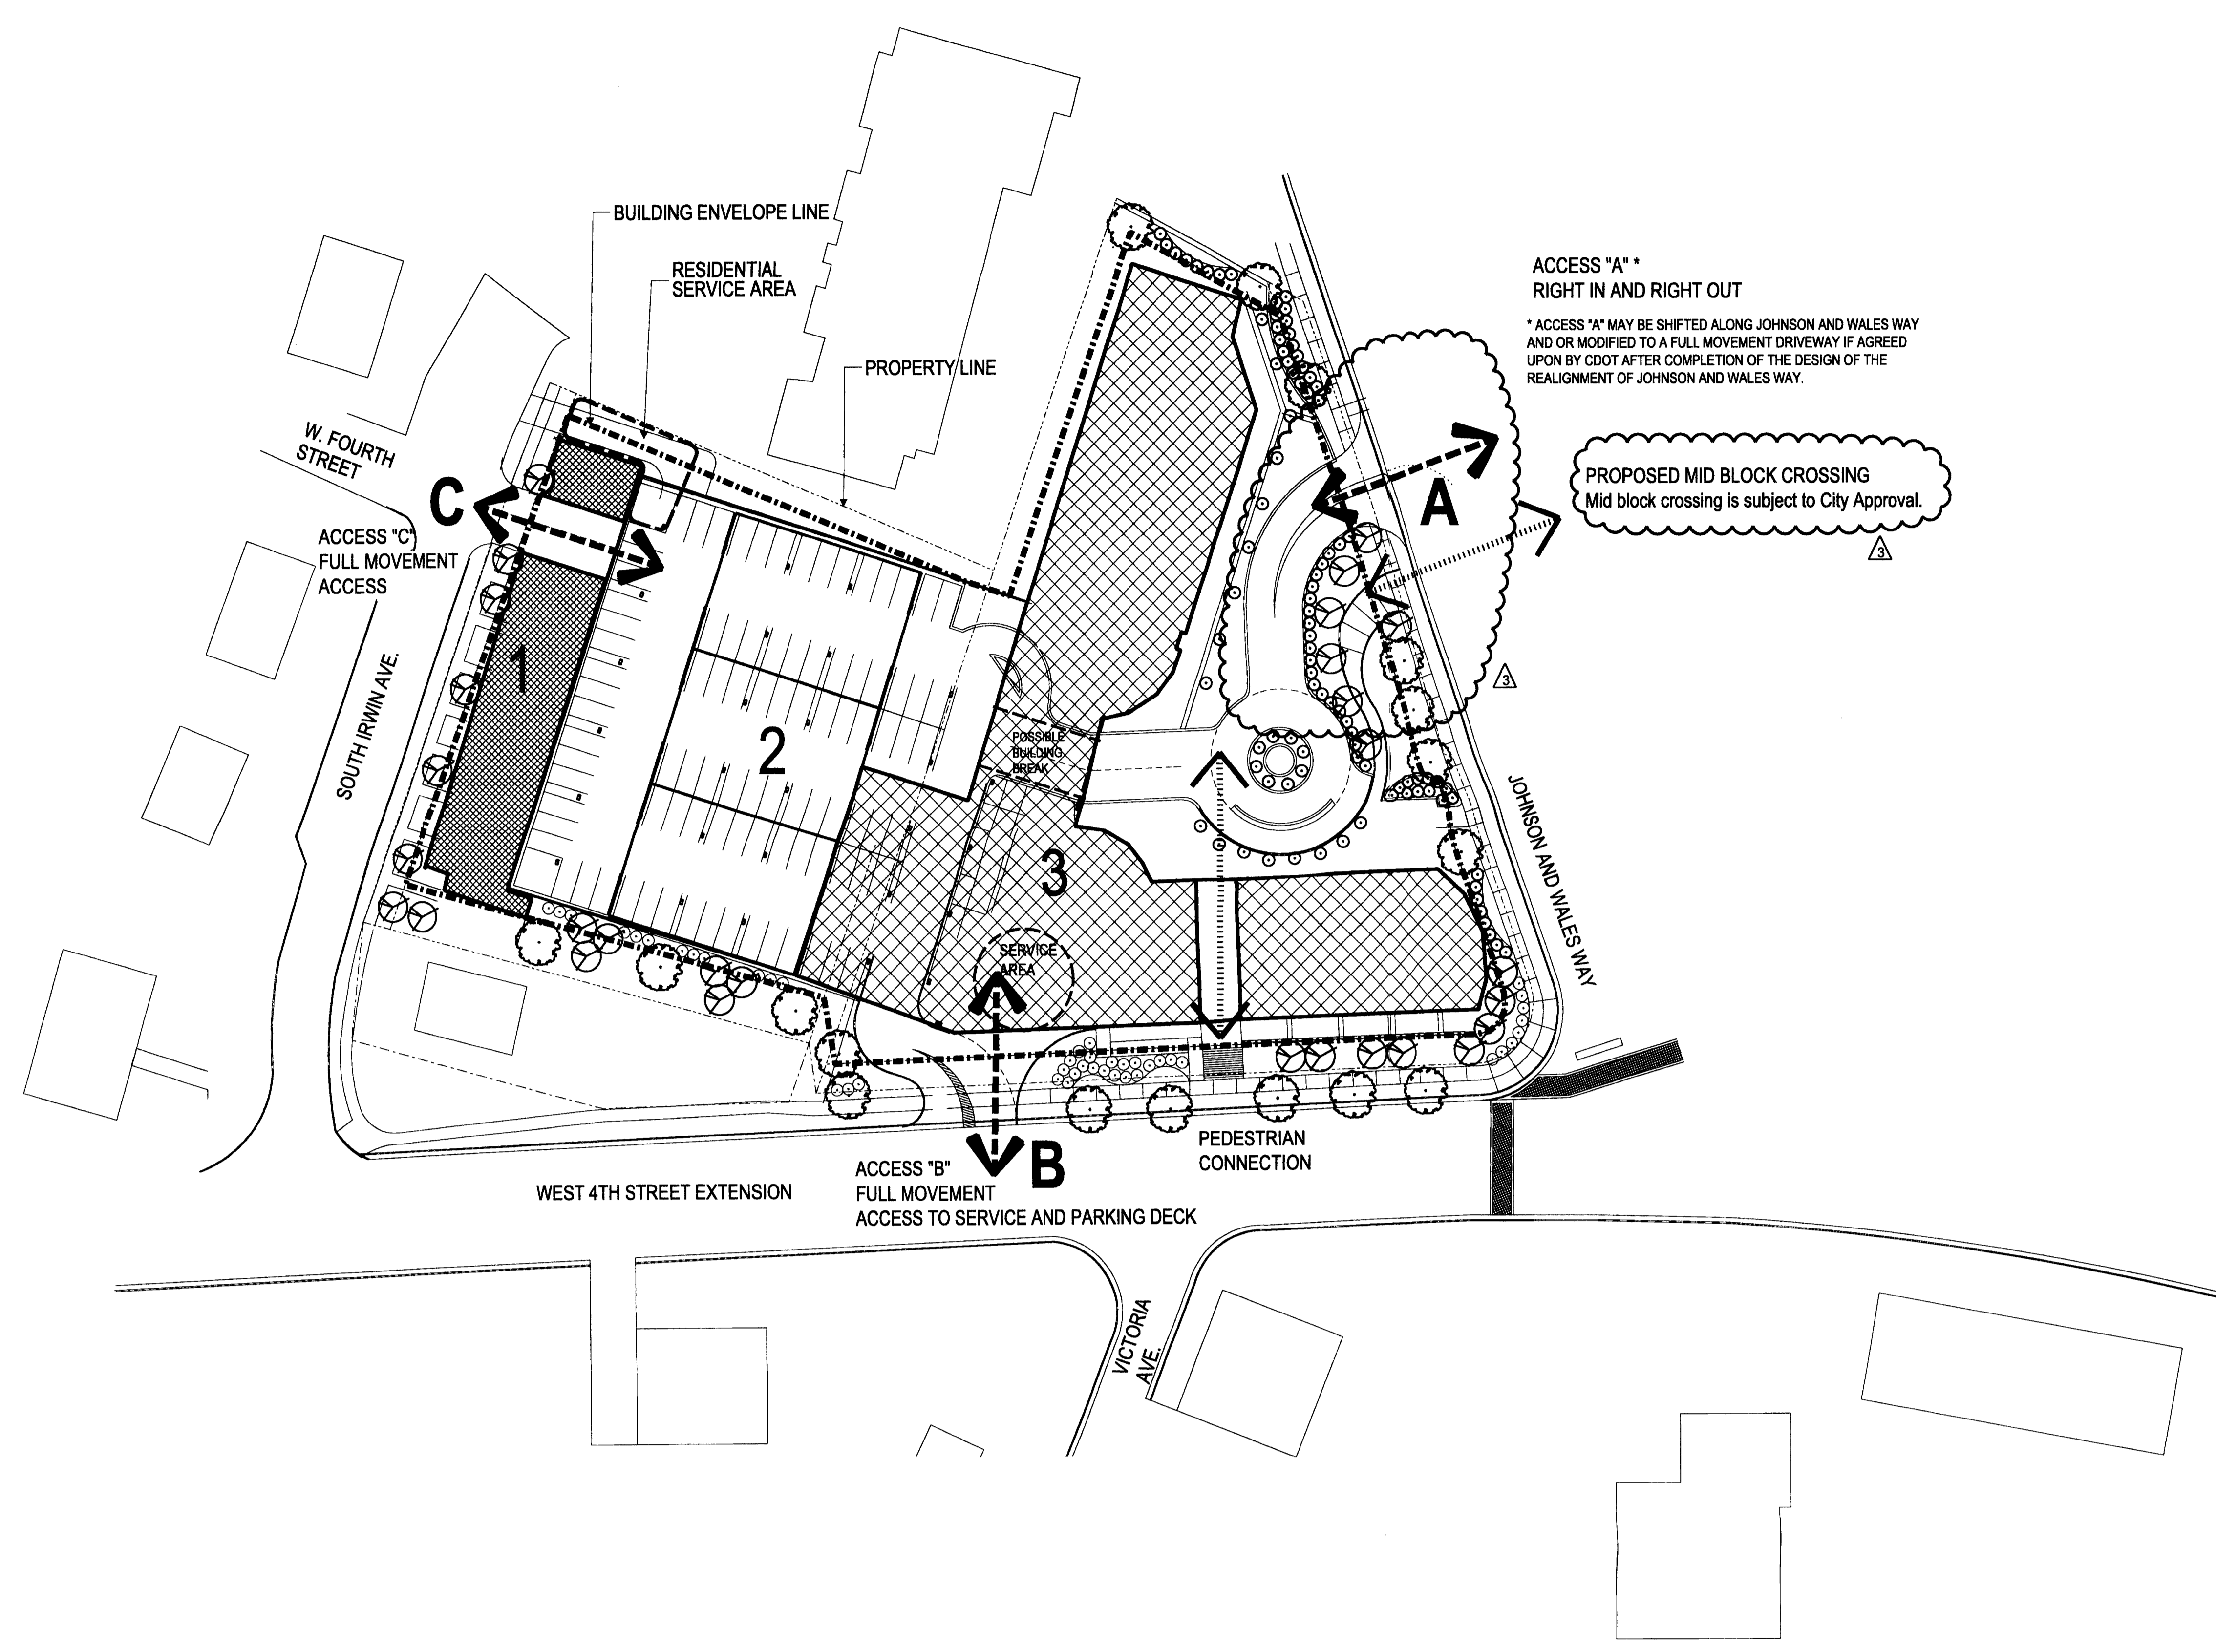 BUILDING ENVELOPE LINE
RESIDENTIAL
SERVICE AREA
PROPERTY LINE
ACCESS "A" *
RIGHT IN AND RIGHT OUT
* ACCESS "A" MAY BE SHIFTED ALONG JOHNSON AND WALES WAY
AND OR MODIFIED TO A FULL MOVEMENT DRIVEWAY IF AGREED
UPON BY CDOT AFTER COMPLETION OF THE DESIGN OF THE
REALIGNMENT OF JOHNSON AND WALES WAY.
W. FOURTH
STREET
C
ACCESS "C"
FULL MOVEMENT
ACCESS
A
PROPOSED MID BLOCK CROSSING
Mid block crossing is subject to City Approval.
3
3
SOUTH IRWIN AVE.
1
2
POSSIBLE
BUILDING
BREAK
3
SERVICE
AREA
JOHNSON AND WALES WAY
B
ACCESS "B"
FULL MOVEMENT
ACCESS TO SERVICE AND PARKING DECK
PEDESTRIAN
CONNECTION
WEST 4TH STREET EXTENSION
VICTORIA
AVE.